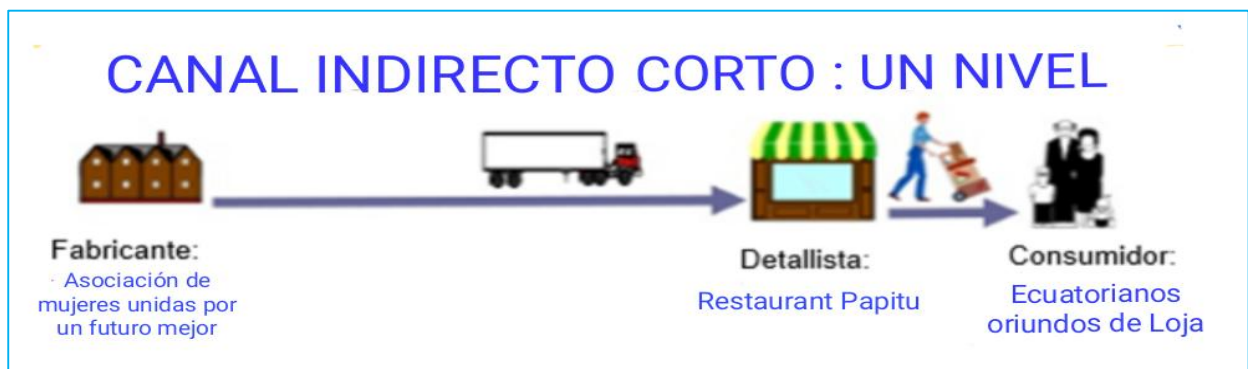 CANAL INDIRECTO CORTO : UN NIVEL
Fabricante:
Asociación de
mujeres unidas por
un futuro mejor
Detallista:
Restaurant Papitu
Consumidor:
Ecuatorianos
oriundos de Loja